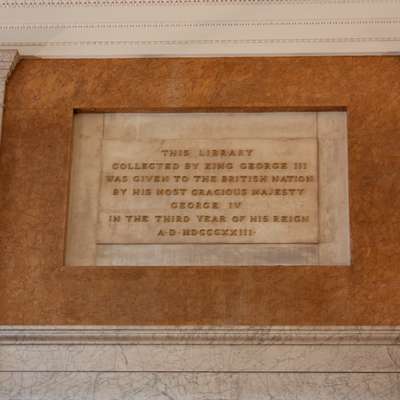 THIS LIBRARY
COLLECTED BY KING GEORGE III
WAS GIVEN TO THE BRITISH NATION
BY HIS MOST GRACIOUS MAJESTY
GEORGE IV
IN THE THIRD YEAR OF HIS REIGN
A·D·MDCCCXXIII·